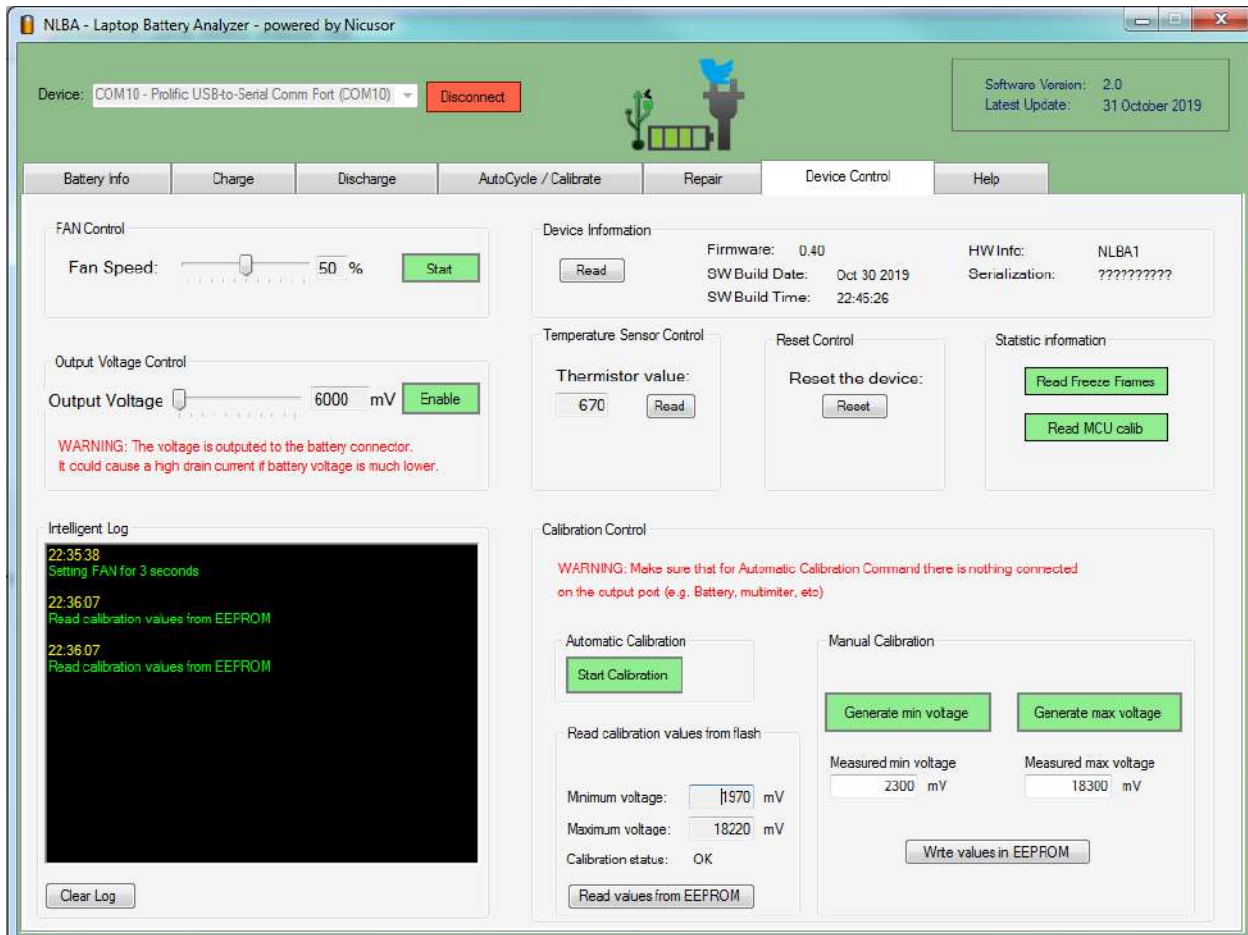 NLBA - Laptop Battery Analyzer - powered by Nicusor
Device: COM10 - Prolific USB-to-Serial Comm Port (COM10) Disconnect
Software Version: 2.0
Latest Update: 31 October 2019
Battery info Charge Discharge AutoCycle / Calibrate Repair Device Control Help
FAN Control
Fan Speed: 50 % Start
Device Information
Read
Firmware: 0.40
SW Build Date: Oct 30 2019
SW Build Time: 22:45:26
HW Info: NLBA1
Serialization: ??????????
Output Voltage Control
Output Voltage 6000 mV Enable
WARNING: The voltage is outputed to the battery connector.
It could cause a high drain current if battery voltage is much lower.
Temperature Sensor Control
Thermistor value:
670 Read
Reset Control
Reset the device:
Reset
Statistic information
Read Freeze Frames
Read MCU calib
Intelligent Log
22:35:38
Setting FAN for 3 seconds
22:36:07
Read calibration values from EEPROM
22:36:07
Read calibration values from EEPROM
Clear Log
Calibration Control
WARNING: Make sure that for Automatic Calibration Command there is nothing connected
on the output port (e.g. Battery, multimiter, etc)
Automatic Calibration
Start Calibration
Read calibration values from flash
Minimum voltage: 1970 mV
Maximum voltage: 18220 mV
Calibration status: OK
Read values from EEPROM
Manual Calibration
Generate min voltage Generate max voltage
Measured min voltage Measured max voltage
2300 mV 18300 mV
Write values in EEPROM